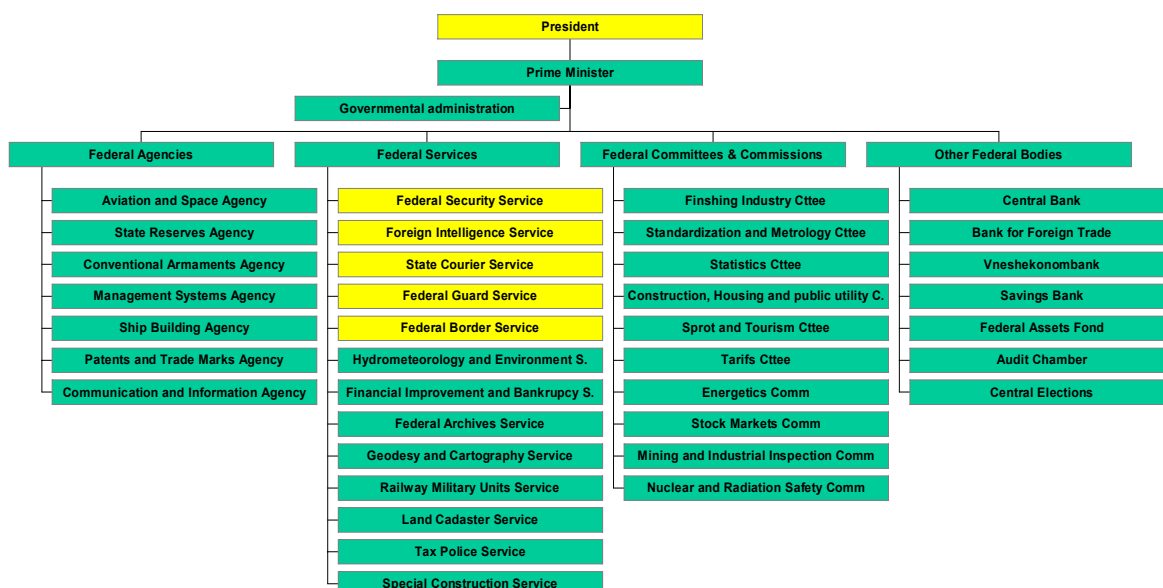 President
Prime Minister
Governmental administration
Federal Agencies
Federal Services
Federal Committees & Commissions
Other Federal Bodies
Aviation and Space Agency
State Reserves Agency
Conventional Armaments Agency
Management Systems Agency
Ship Building Agency
Patents and Trade Marks Agency
Communication and Information Agency
Federal Security Service
Foreign Intelligence Service
State Courier Service
Federal Guard Service
Federal Border Service
Hydrometeorology and Environment S.
Financial Improvement and Bankrupcy S.
Federal Archives Service
Geodesy and Cartography Service
Railway Military Units Service
Land Cadaster Service
Tax Police Service
Special Construction Service
Finshing Industry Cttee
Standardization and Metrology Cttee
Statistics Cttee
Construction, Housing and public utility C.
Sprot and Tourism Cttee
Tarifs Cttee
Energetics Comm
Stock Markets Comm
Mining and Industrial Inspection Comm
Nuclear and Radiation Safety Comm
Central Bank
Bank for Foreign Trade
Vneshekonombank
Savings Bank
Federal Assets Fond
Audit Chamber
Central Elections